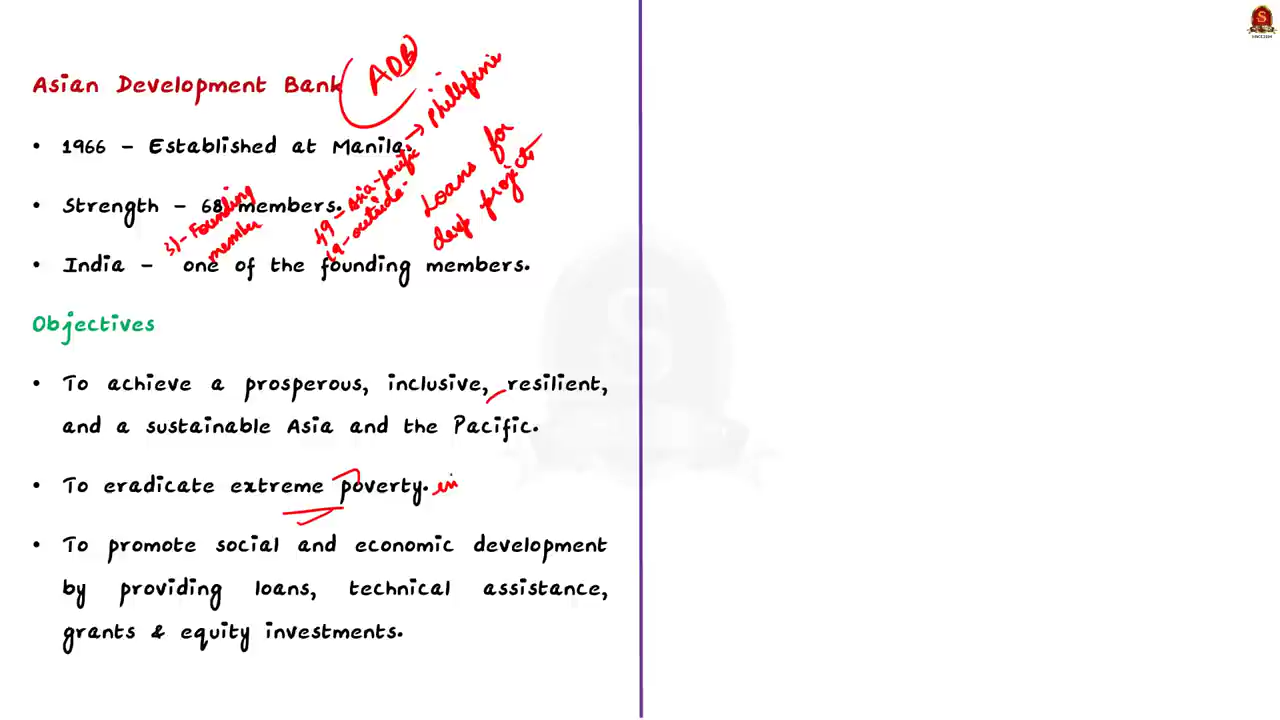 Asian Development Bank
ADB
• 1966 – Established at Manila.
→ Phillipine
• Strength – 68 members.
31 – Founding
member
49 – Asia-pacific
19 – outside
Loans for
devp projects
• India – one of the founding members.
Objectives
• To achieve a prosperous, inclusive, resilient,
and a sustainable Asia and the Pacific.
• To eradicate extreme poverty. in
• To promote social and economic development
by providing loans, technical assistance,
grants & equity investments.
S
S